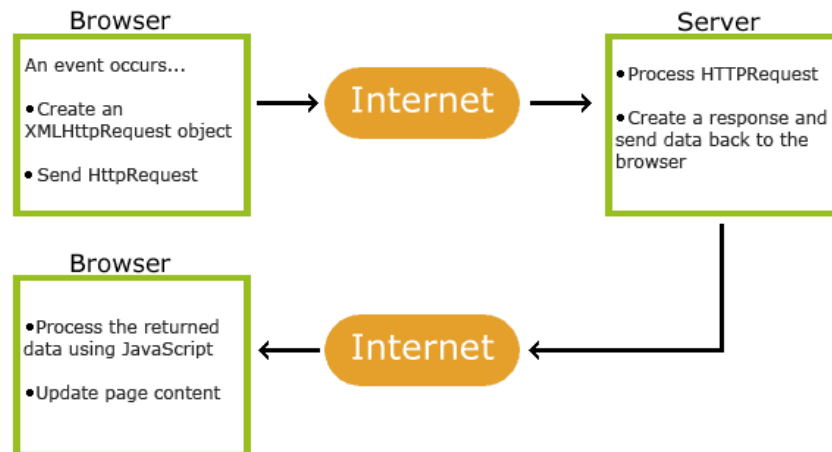 Browser
An event occurs...
•Create an
XMLHttpRequest object
•Send HttpRequest
Internet
Server
•Process HTTPRequest
•Create a response and
send data back to the
browser
Browser
•Process the returned
data using JavaScript
•Update page content
Internet